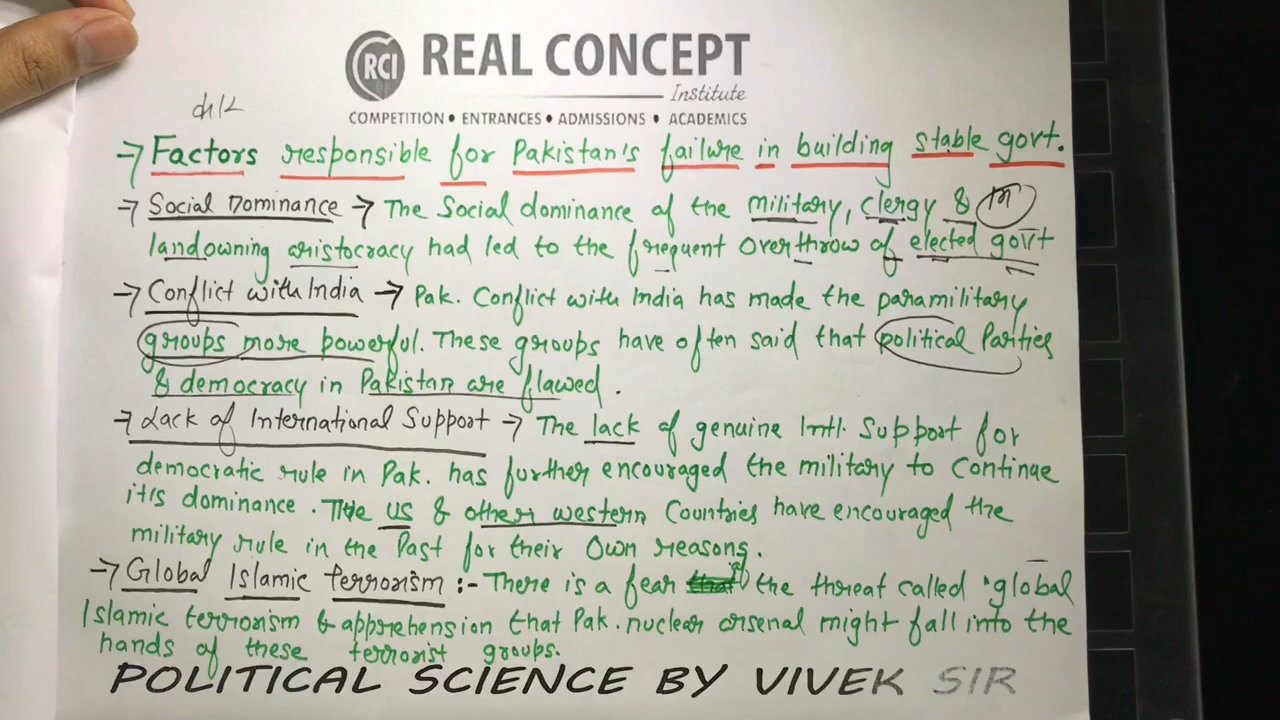 RCI REAL CONCEPT
Institute
COMPETITION • ENTRANCES • ADMISSIONS • ACADEMICS
→ Factors responsible for Pakistan's failure in building stable govt.
→ Social Dominance → The Social dominance of the military, clergy &
landowning aristocracy had led to the frequent overthrow of elected govt
→ Conflict with India → Pak. Conflict with India has made the paramilitary
groups more powerful. These groups have often said that political Parties
& democracy in Pakistan are flawed.
→ Lack of International Support → The lack of genuine Intl. Support for
democratic rule in Pak. has further encouraged the military to continue
it's dominance. The US & other western Countries have encouraged the
military rule in the Past for their Own reasons.
→ Global Islamic terrorism :- There is a fear of the threat called 'global
Islamic terrorism & apprehension that Pak. nuclear arsenal might fall into the
hands of these terrorist groups.
POLITICAL SCIENCE BY VIVEK SIR